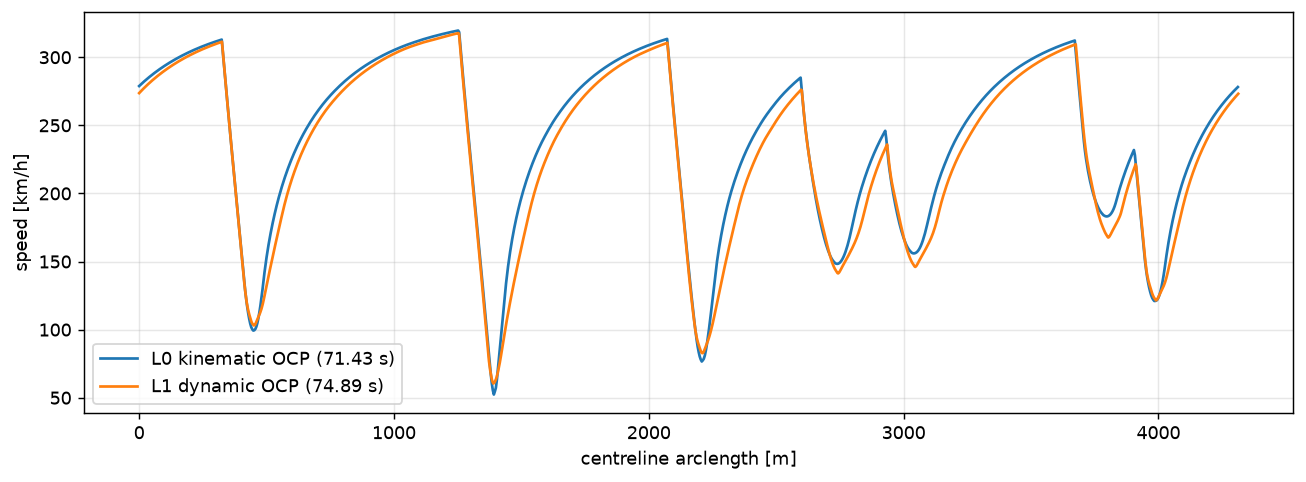 speed [km/h]
300
250
200
150
100
50
L0 kinematic OCP (71.43 s)
L1 dynamic OCP (74.89 s)
0 1000 2000 3000 4000
centreline arclength [m]